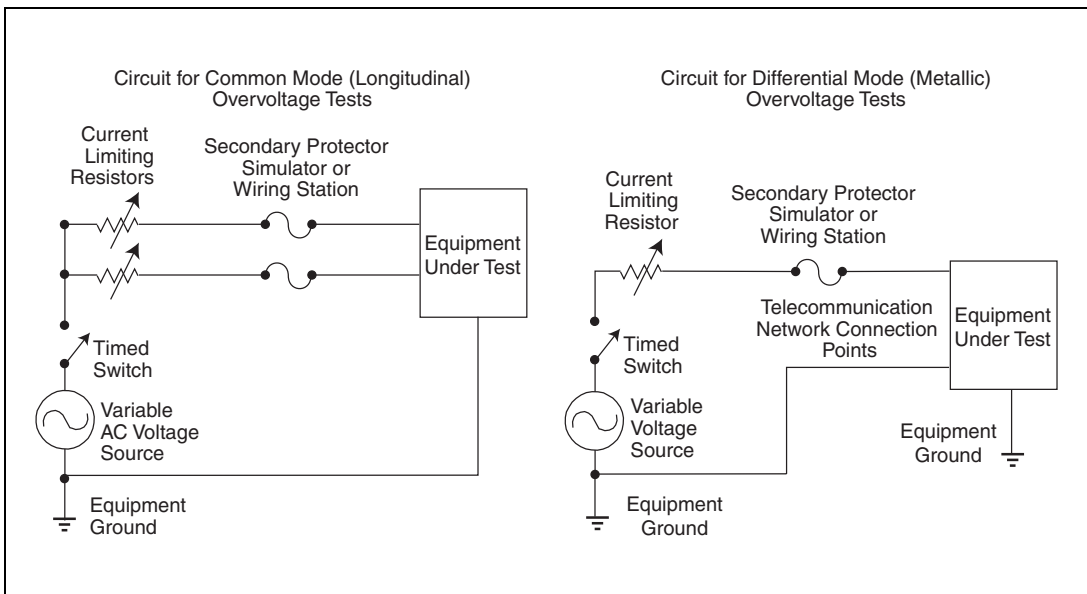 Circuit for Common Mode (Longitudinal)
Overvoltage Tests
Current
Limiting
Resistors
Secondary Protector
Simulator or
Wiring Station
Equipment
Under Test
Timed
Switch
Variable
AC Voltage
Source
Equipment
Ground
Circuit for Differential Mode (Metallic)
Overvoltage Tests
Current
Limiting
Resistor
Secondary Protector
Simulator or
Wiring Station
Telecommunication
Network Connection
Points
Equipment
Under Test
Timed
Switch
Variable
Voltage
Source
Equipment
Ground
Equipment
Ground